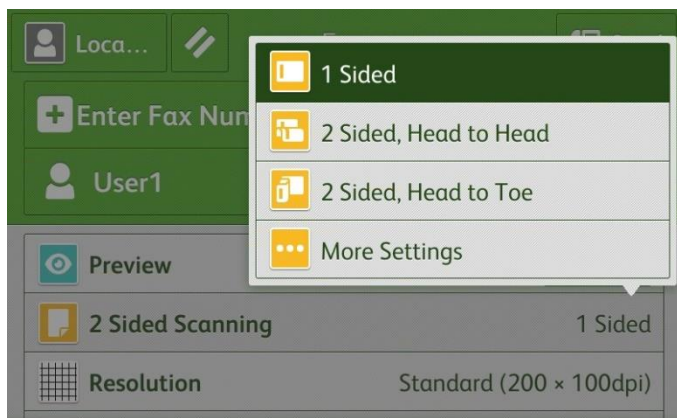 Loca...
1 Sided
Enter Fax Num
2 Sided, Head to Head
User1
2 Sided, Head to Toe
More Settings
Preview
2 Sided Scanning 1 Sided
Resolution Standard (200 × 100dpi)